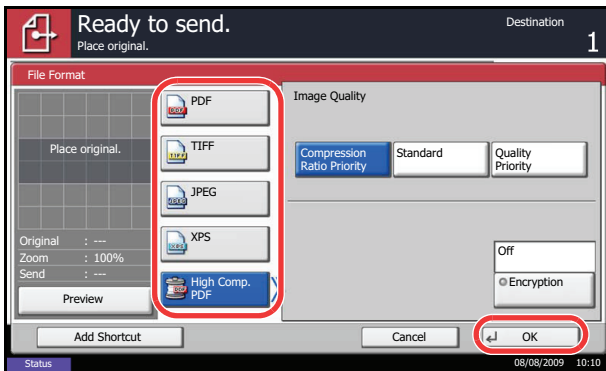 Ready to send.
Place original.
Destination
1
File Format
Place original.
Original : ---
Zoom : 100%
Send : ---
Preview
PDF
TIFF
JPEG
XPS
High Comp.
PDF
Image Quality
Compression
Ratio Priority
Standard
Quality
Priority
Off
Encryption
Add Shortcut
Cancel
OK
Status
08/08/2009 10:10